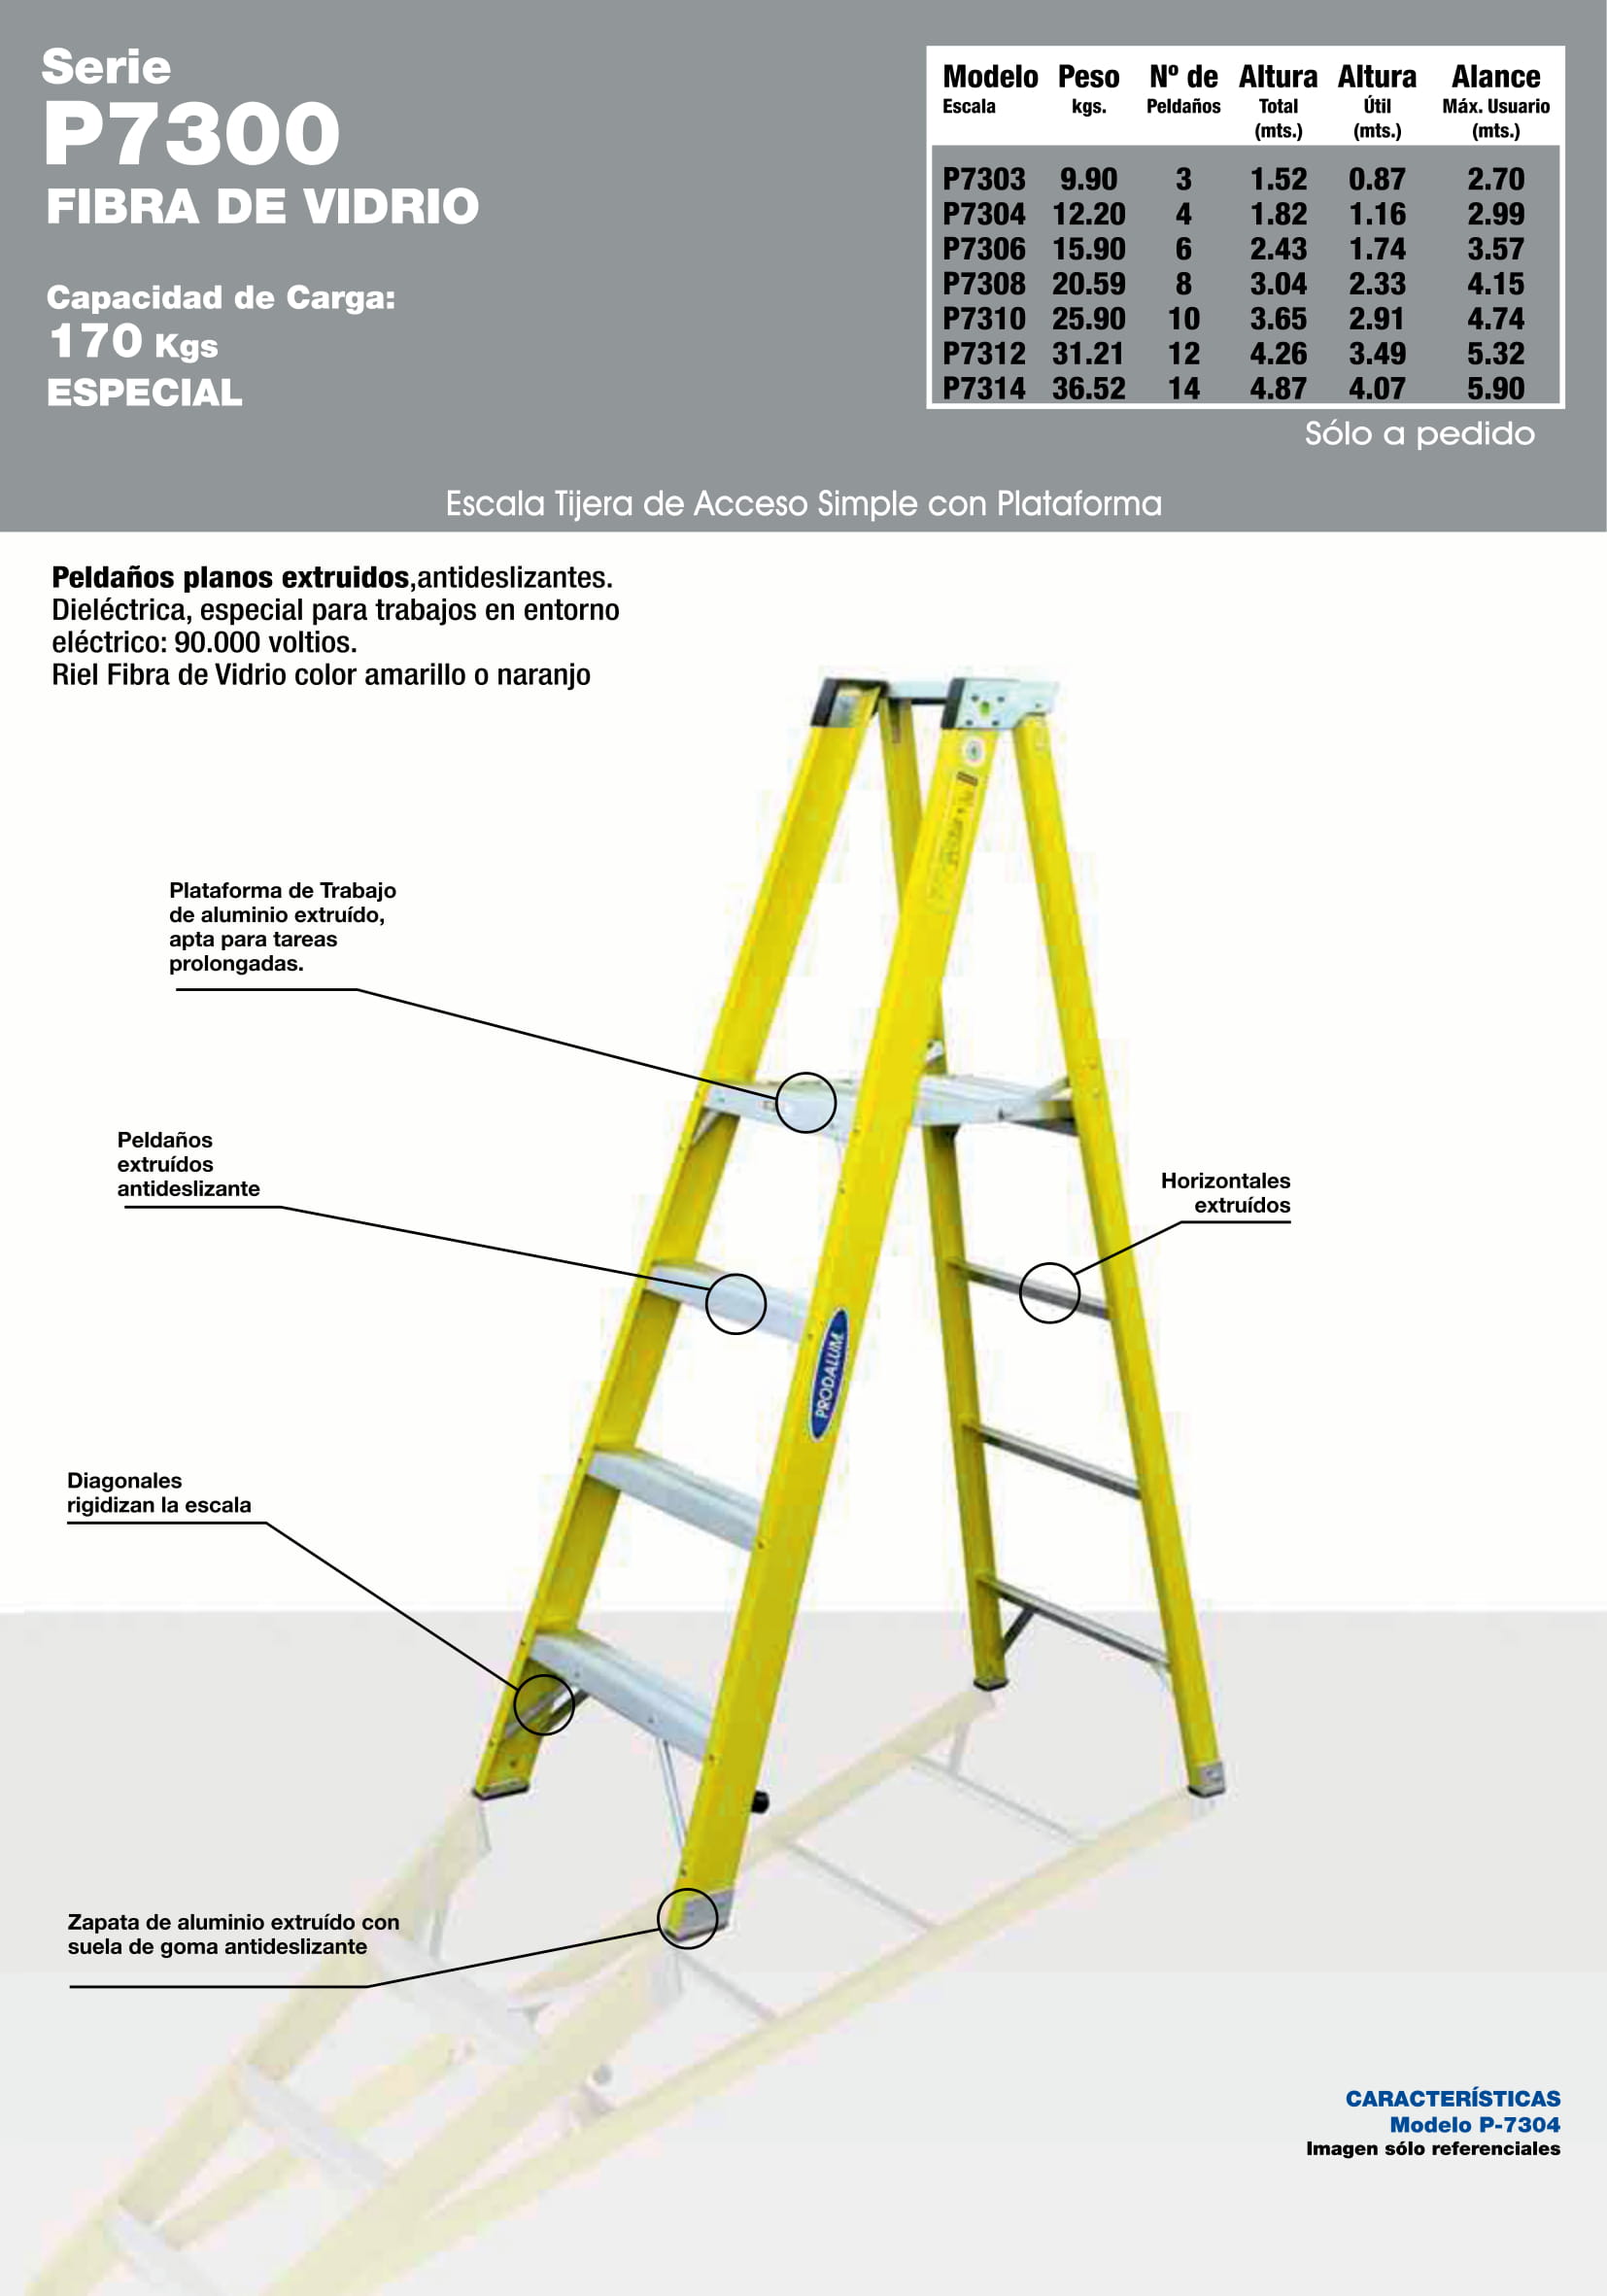 Serie
P7300
FIBRA DE VIDRIO
Capacidad de Carga:
170 Kgs
ESPECIAL
Modelo Peso Nº de Altura Altura Alance
Escala kgs. Peldaños Total Útil Máx. Usuario
(mts.) (mts.) (mts.)
P7303 9.90 3 1.52 0.87 2.70
P7304 12.20 4 1.82 1.16 2.99
P7306 15.90 6 2.43 1.74 3.57
P7308 20.59 8 3.04 2.33 4.15
P7310 25.90 10 3.65 2.91 4.74
P7312 31.21 12 4.26 3.49 5.32
P7314 36.52 14 4.87 4.07 5.90
Sólo a pedido
Escala Tijera de Acceso Simple con Plataforma
Peldaños planos extruidos,antideslizantes.
Dieléctrica, especial para trabajos en entorno
eléctrico: 90.000 voltios.
Riel Fibra de Vidrio color amarillo o naranjo
Plataforma de Trabajo
de aluminio extruído,
apta para tareas
prolongadas.
Peldaños
extruídos
antideslizante
Horizontales
extruídos
PRODALUM
Diagonales
rigidizan la escala
Zapata de aluminio extruído con
suela de goma antideslizante
CARACTERÍSTICAS
Modelo P-7304
Imagen sólo referenciales